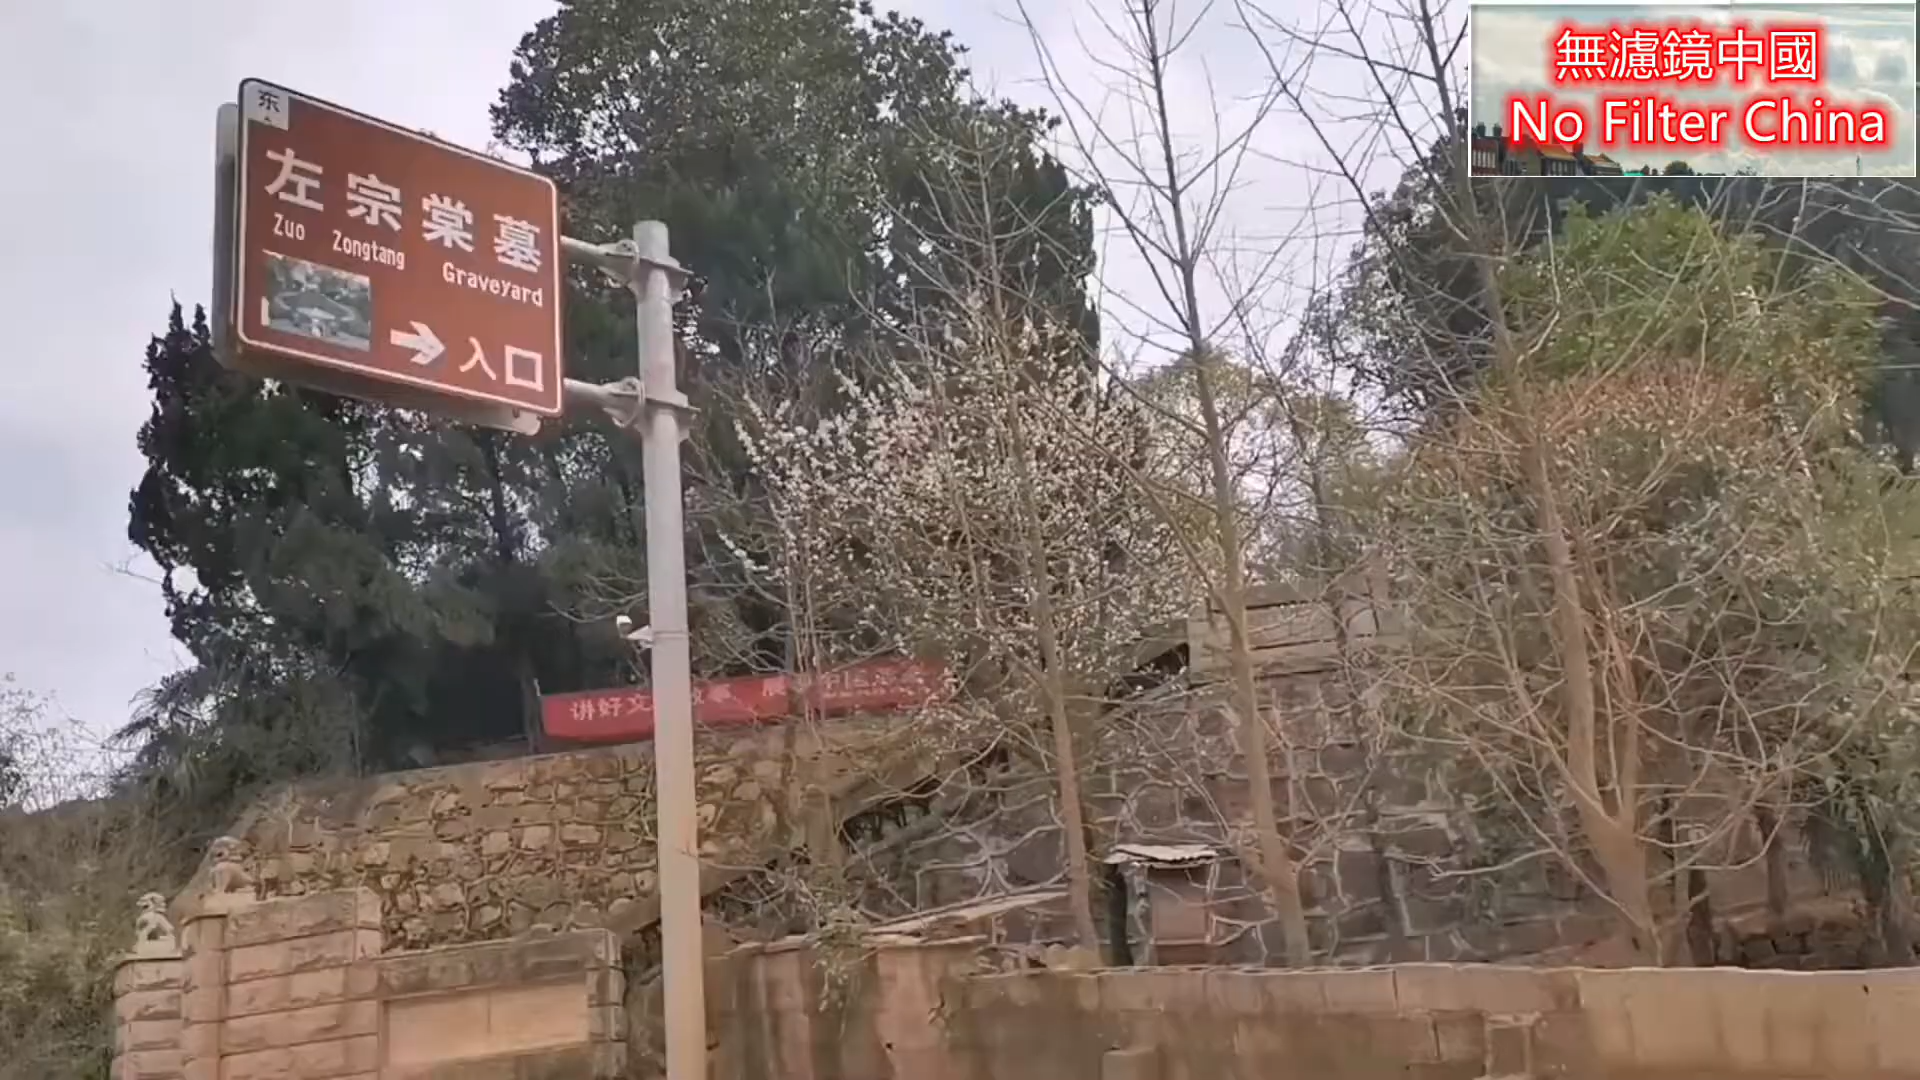 無濾鏡中國
No Filter China
东
左宗棠墓
Zuo Zongtang Graveyard
入口
讲好文